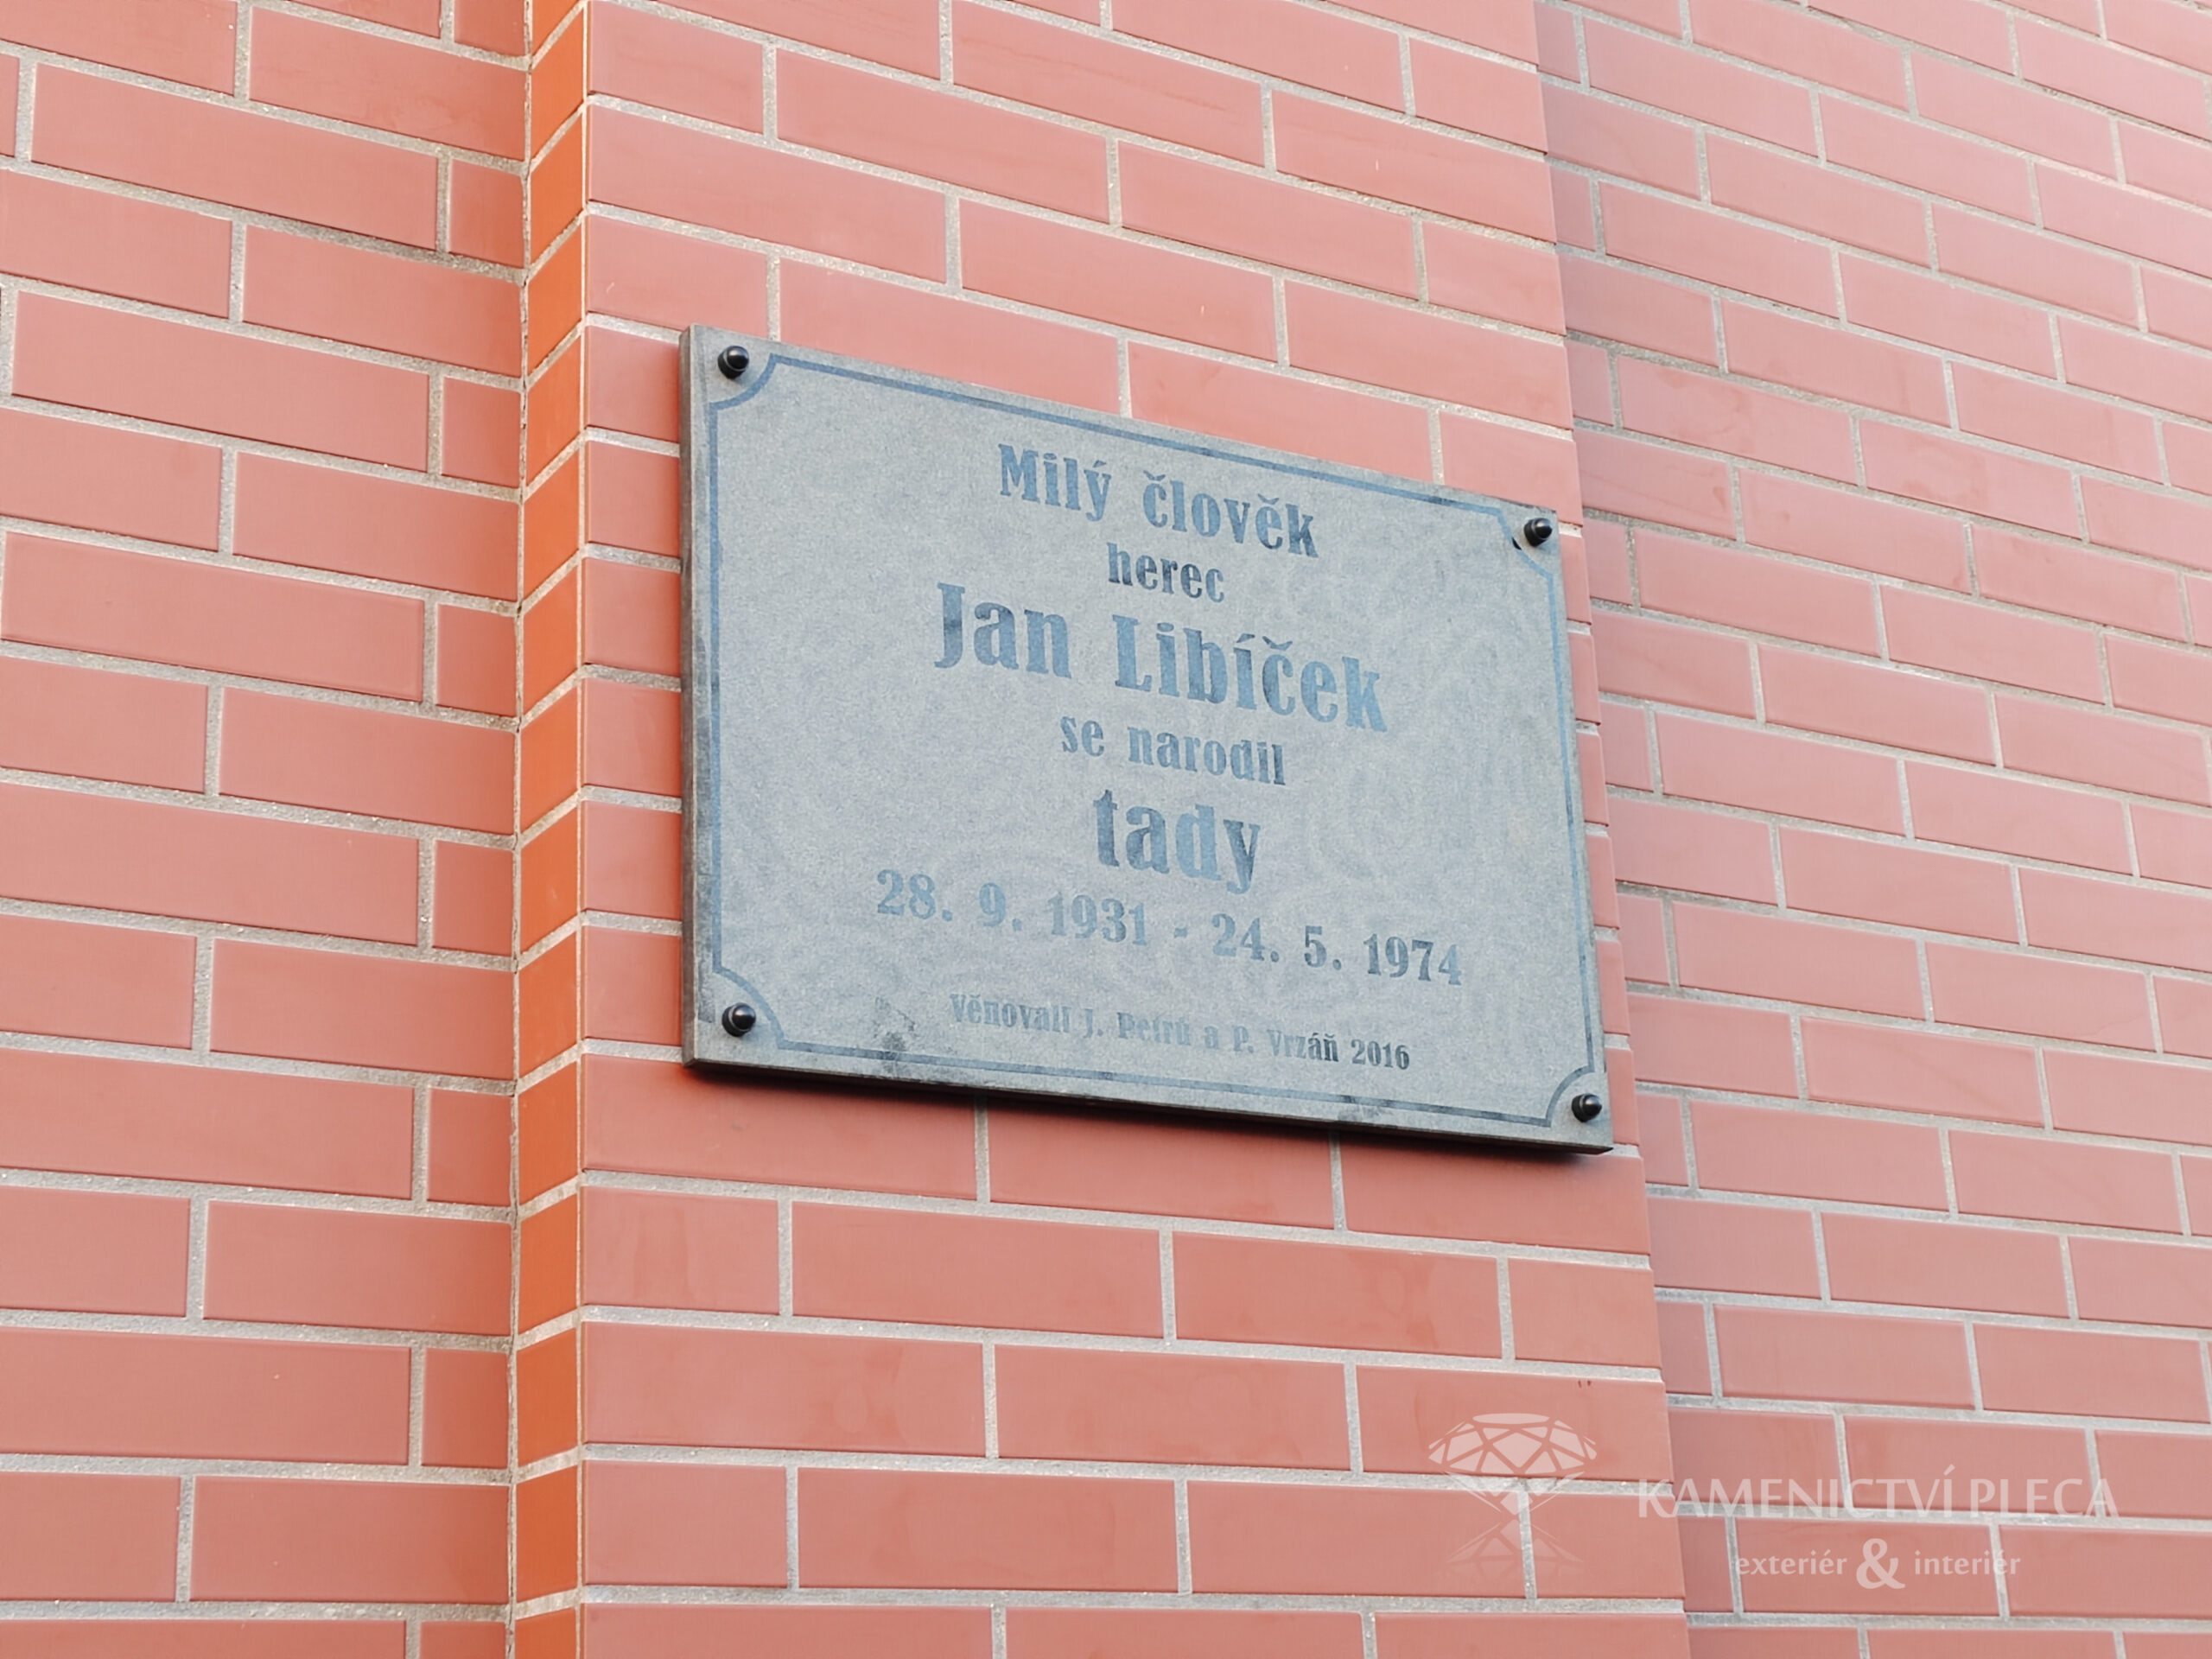 Milý člověk
herec
Jan Libíček
se narodil
tady
28. 9. 1931 - 24. 5. 1974
Věnovali J. Petrů a P. Vrzáň 2016
KAMENICTVÍ PLECA
exteriér & interiér